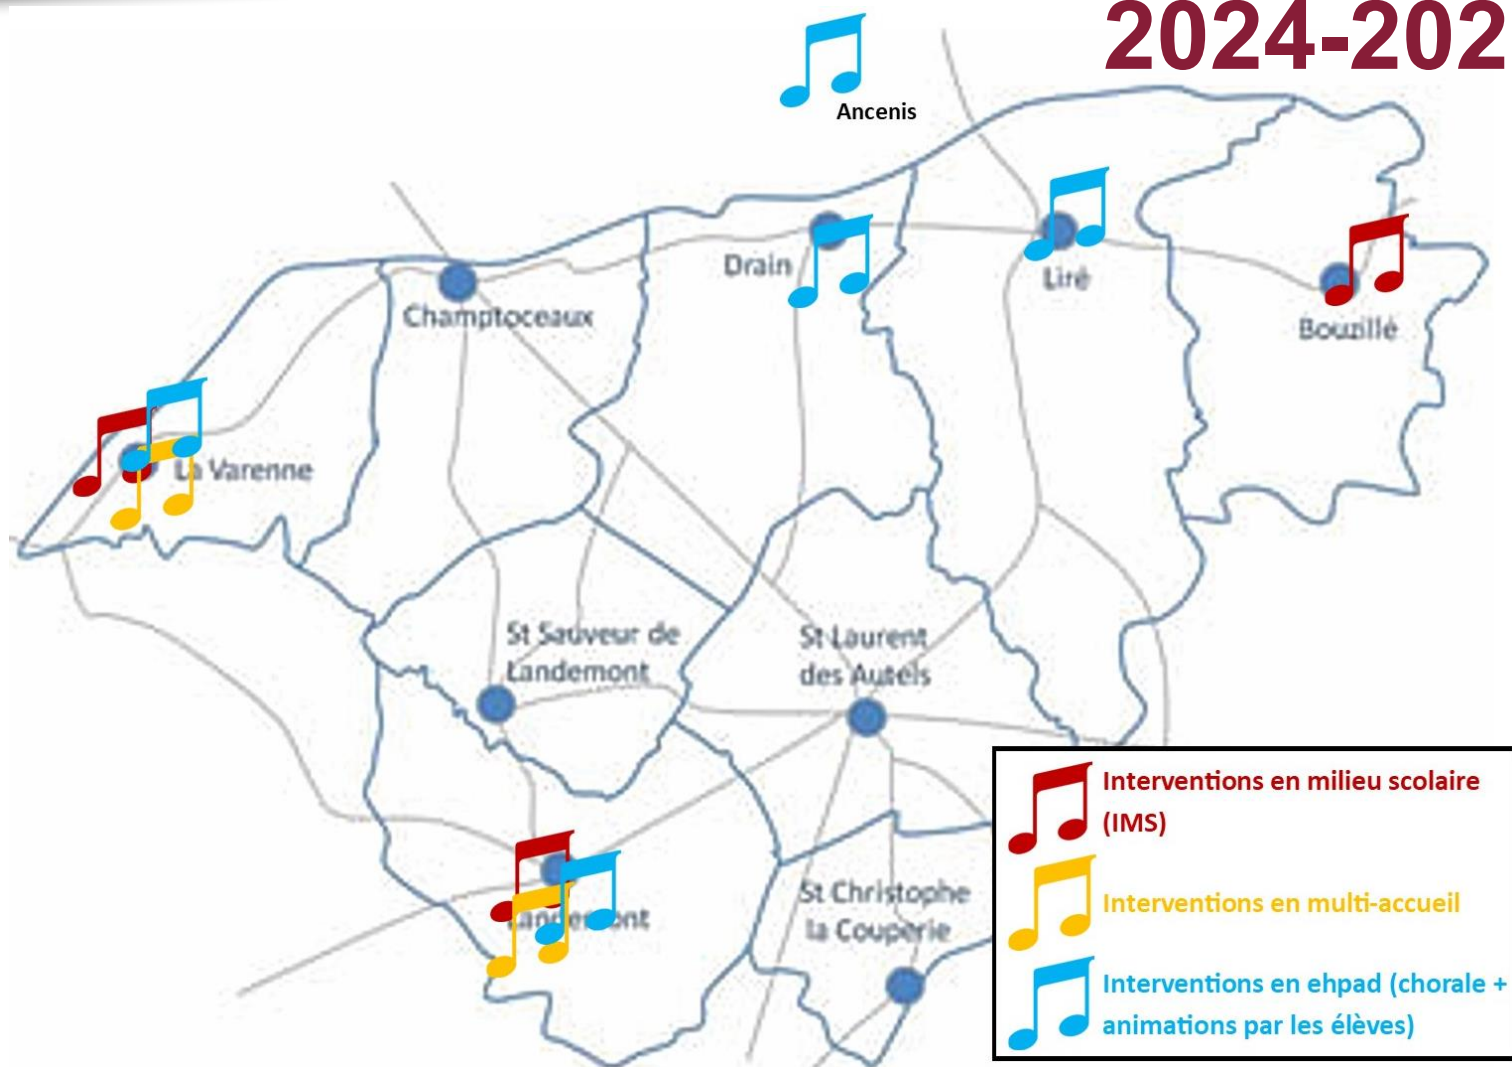 2024-202
Ancenis
Drain
Liré
Champtoceaux
Bouzillé
La Varenne
St Sauveur de
Landemont
St Laurent
des Autels
Landemont
St Christophe
la Couperie
Interventions en milieu scolaire
(IMS)
Interventions en multi-accueil
Interventions en ehpad (chorale +
animations par les élèves)